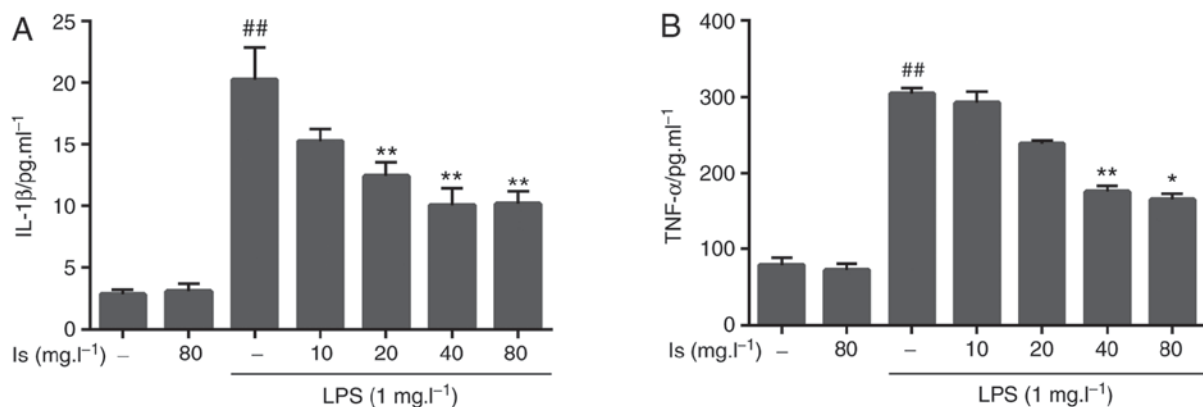 A
25
##
20
15
**
**
**
10
5
0
IL-1β/pg.ml⁻¹
Is (mg.l⁻¹) – 80 – 10 20 40 80
LPS (1 mg.l⁻¹)
B
400
##
300
200
**
*
100
0
TNF-α/pg.ml⁻¹
Is (mg.l⁻¹) – 80 – 10 20 40 80
LPS (1 mg.l⁻¹)